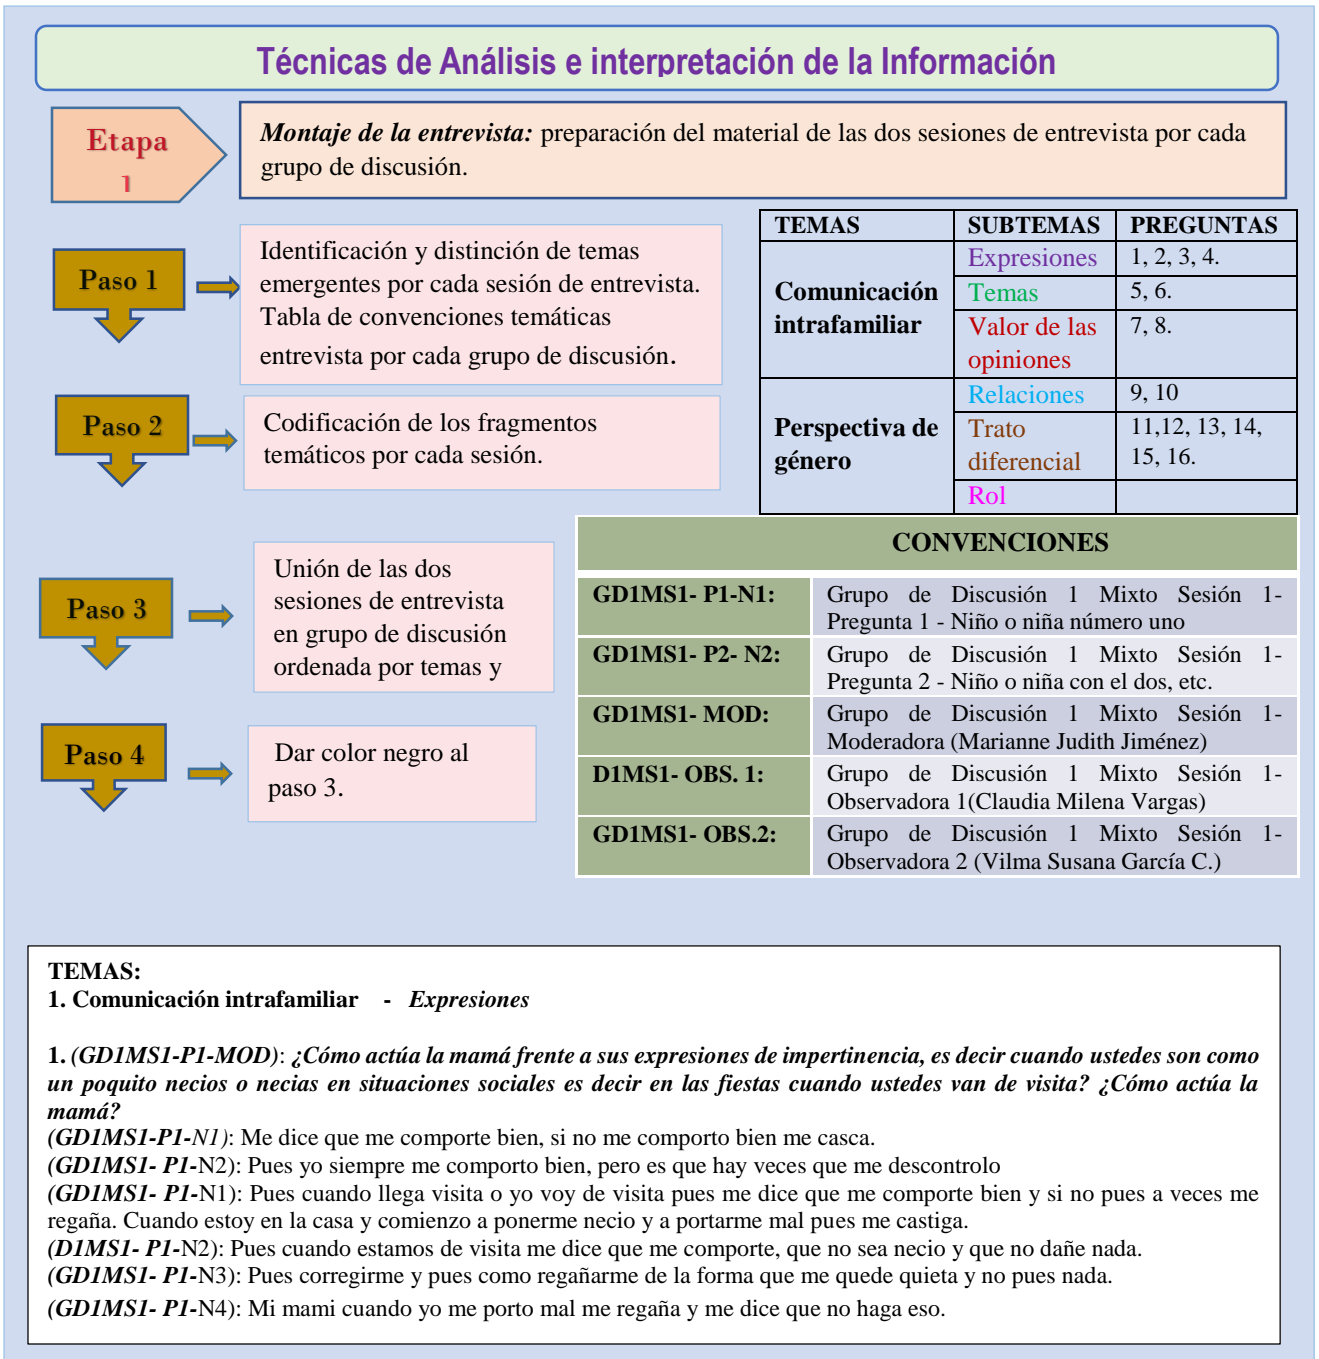 Técnicas de Análisis e interpretación de la Información
Etapa
1
Montaje de la entrevista: preparación del material de las dos sesiones de entrevista por cada
grupo de discusión.
Paso 1
Identificación y distinción de temas
emergentes por cada sesión de entrevista.
Tabla de convenciones temáticas
entrevista por cada grupo de discusión.
Paso 2
Codificación de los fragmentos
temáticos por cada sesión.
TEMAS SUBTEMAS PREGUNTAS
Comunicación
intrafamiliar
Expresiones 1, 2, 3, 4.
Temas 5, 6.
Valor de las 7, 8.
opiniones
Perspectiva de
género
Relaciones 9, 10
Trato 11,12, 13, 14,
diferencial 15, 16.
Rol
Paso 3
Unión de las dos
sesiones de entrevista
en grupo de discusión
ordenada por temas y
Paso 4
Dar color negro al
paso 3.
CONVENCIONES
GD1MS1- P1-N1: Grupo de Discusión 1 Mixto Sesión 1-
Pregunta 1 - Niño o niña número uno
GD1MS1- P2- N2: Grupo de Discusión 1 Mixto Sesión 1-
Pregunta 2 - Niño o niña con el dos, etc.
GD1MS1- MOD: Grupo de Discusión 1 Mixto Sesión 1-
Moderadora (Marianne Judith Jiménez)
D1MS1- OBS. 1: Grupo de Discusión 1 Mixto Sesión 1-
Observadora 1(Claudia Milena Vargas)
GD1MS1- OBS.2: Grupo de Discusión 1 Mixto Sesión 1-
Observadora 2 (Vilma Susana García C.)
TEMAS:
1. Comunicación intrafamiliar - Expresiones
1. (GD1MS1-P1-MOD): ¿Cómo actúa la mamá frente a sus expresiones de impertinencia, es decir cuando ustedes son como
un poquito necios o necias en situaciones sociales es decir en las fiestas cuando ustedes van de visita? ¿Cómo actúa la
mamá?
(GD1MS1-P1-N1): Me dice que me comporte bien, si no me comporto bien me casca.
(GD1MS1- P1-N2): Pues yo siempre me comporto bien, pero es que hay veces que me descontrolo
(GD1MS1- P1-N1): Pues cuando llega visita o yo voy de visita pues me dice que me comporte bien y si no pues a veces me
regaña. Cuando estoy en la casa y comienzo a ponerme necio y a portarme mal pues me castiga.
(D1MS1- P1-N2): Pues cuando estamos de visita me dice que me comporte, que no sea necio y que no dañe nada.
(GD1MS1- P1-N3): Pues corregirme y pues como regañarme de la forma que me quede quieta y no pues nada.
(GD1MS1- P1-N4): Mi mami cuando yo me porto mal me regaña y me dice que no haga eso.